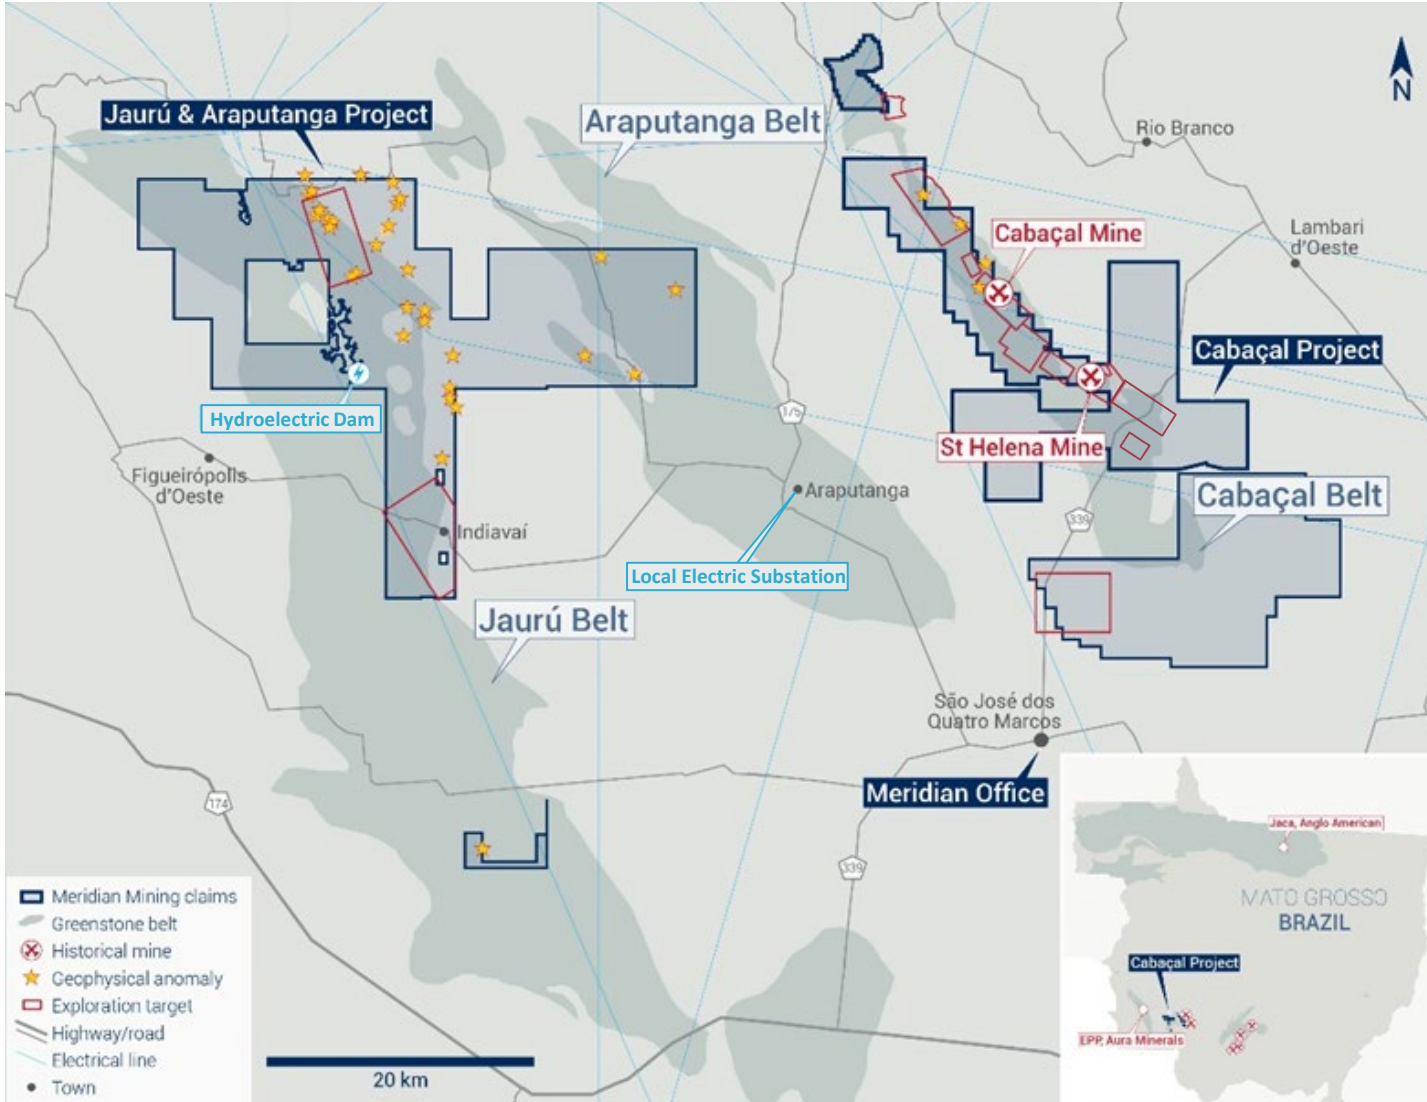 Jaurú & Araputanga Project
Araputanga Belt
N
Rio Branco
Lambari
d'Oeste
Cabaçal Mine
Cabaçal Project
Hydroelectric Dam
175
St Helena Mine
Figueirópolis
d'Oeste
Araputanga
Cabaçal Belt
339
Indiavaí
Local Electric Substation
Jaurú Belt
São José dos
Quatro Marcos
Meridian Office
174
339
Jaca, Anglo American
MATO GROSSO
BRAZIL
Cabaçal Project
EPP, Aura Minerals
Meridian Mining claims
Greenstone belt
Historical mine
Geophysical anomaly
Exploration target
Highway/road
Electrical line
Town
20 km